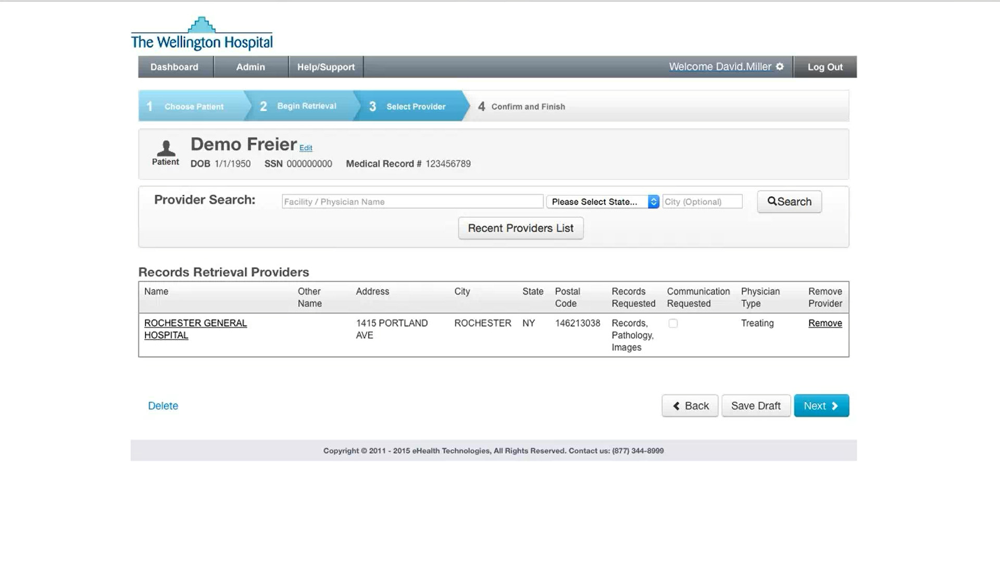 The Wellington Hospital
Dashboard Admin Help/Support Welcome David.Miller Log Out
1 Choose Patient 2 Begin Retrieval 3 Select Provider 4 Confirm and Finish
Demo Freier Edit
Patient
DOB 1/1/1950 SSN 000000000 Medical Record # 123456789
Provider Search: Facility / Physician Name Please Select State... City (Optional) Search
Recent Providers List
Records Retrieval Providers
Name Other Address City State Postal Records Communication Physician Remove
Name Code Requested Requested Type Provider
ROCHESTER GENERAL 1415 PORTLAND ROCHESTER NY 146213038 Records, Treating Remove
HOSPITAL AVE Pathology,
Images
Delete Back Save Draft Next
Copyright © 2011 - 2015 eHealth Technologies, All Rights Reserved. Contact us: (877) 344-8999